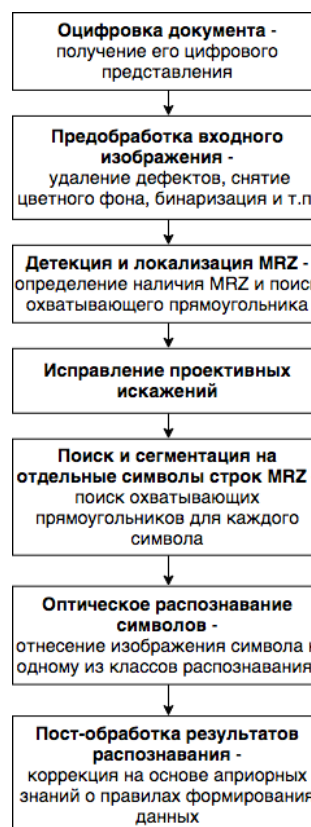 Оцифровка документа -
получение его цифрового
представления
Предобработка входного
изображения -
удаление дефектов, снятие
цветного фона, бинаризация и т.п.
Детекция и локализация MRZ -
определение наличия MRZ и поиск
охватывающего прямоугольника
Исправление проективных
искажений
Поиск и сегментация на
отдельные символы строк MRZ
поиск охватывающих
прямоугольников для каждого
символа
Оптическое распознавание
символов -
отнесение изображения символа к
одному из классов распознавания
Пост-обработка результатов
распознавания -
коррекция на основе априорных
знаний о правилах формирования
данных